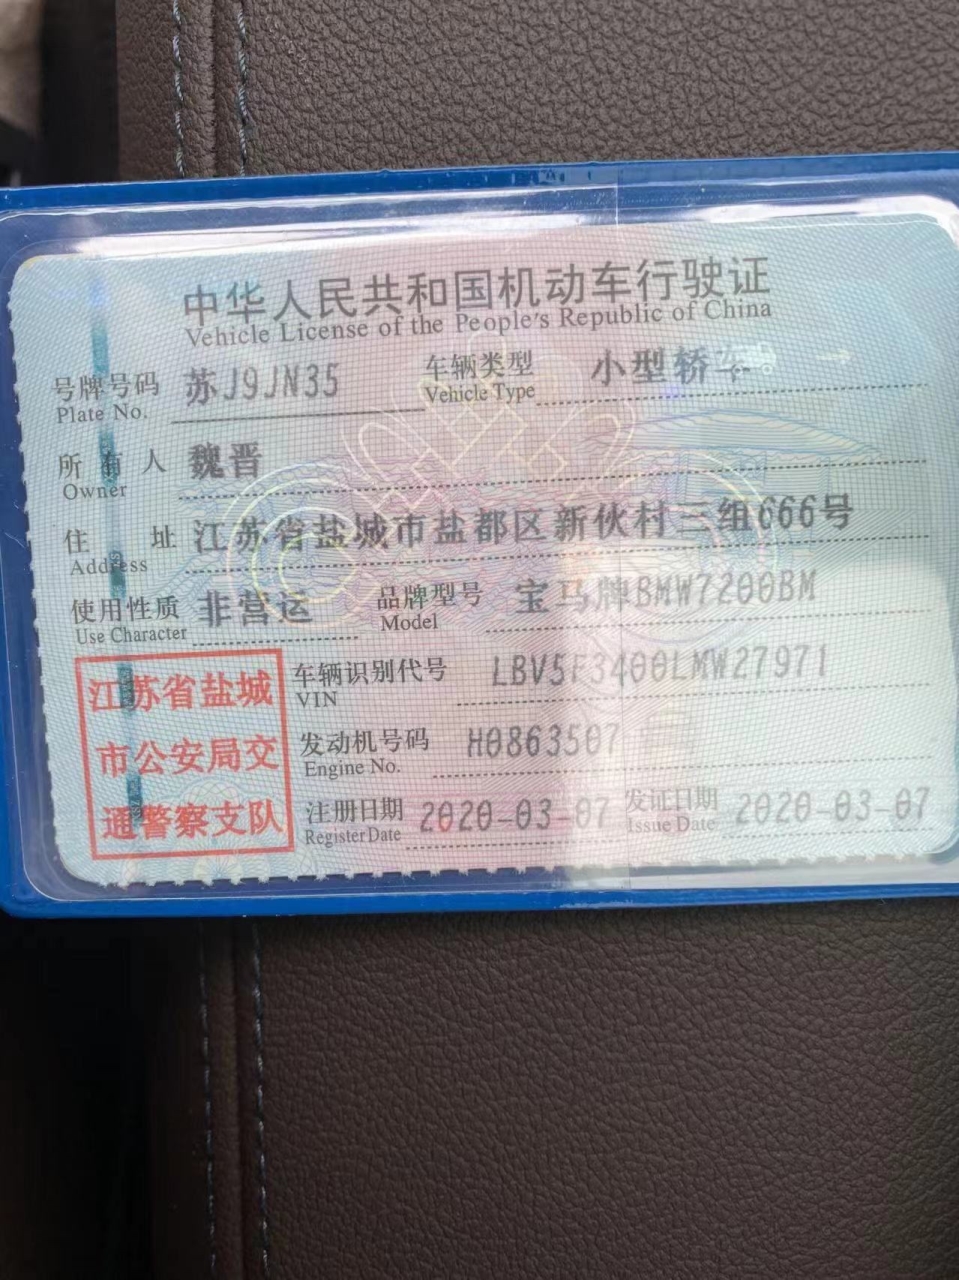 中华人民共和国机动车行驶证
Vehicle License of the People's Republic of China
号牌号码 苏J9JN35 车辆类型 小型轿车
Plate No. Vehicle Type
所有人 魏晋
Owner
住址 江苏省盐城市盐都区新伙村三组666号
Address
使用性质 非营运 品牌型号 宝马牌BMW7200BM
Use Character Model
江苏省盐城 车辆识别代号 LBV5F3400LMW27971
VIN
市公安局交 发动机号码 H0863507
Engine No.
通警察支队 注册日期 2020-03-07 发证日期 2020-03-07
Register Date Issue Date